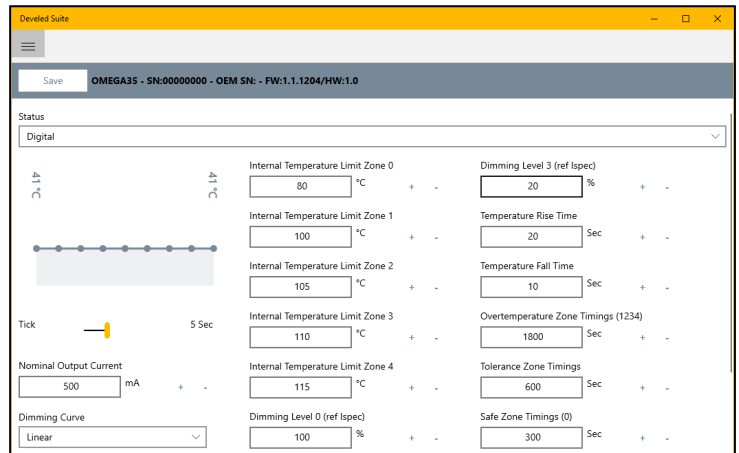 Develed Suite
Save
OMEGA35 - SN:00000000 - OEM SN: - FW:1.1.1204/HW:1.0
Status
Digital
41 °C
41 °C
Tick
5 Sec
Nominal Output Current
500 mA + -
Dimming Curve
Linear
Internal Temperature Limit Zone 0
80 °C + -
Internal Temperature Limit Zone 1
100 °C + -
Internal Temperature Limit Zone 2
105 °C + -
Internal Temperature Limit Zone 3
110 °C + -
Internal Temperature Limit Zone 4
115 °C + -
Dimming Level 0 (ref Ispec)
100 % + -
Dimming Level 3 (ref Ispec)
20 % + -
Temperature Rise Time
20 Sec + -
Temperature Fall Time
10 Sec + -
Overtemperature Zone Timings (1234)
1800 Sec + -
Tolerance Zone Timings
600 Sec + -
Safe Zone Timings (0)
300 Sec + -